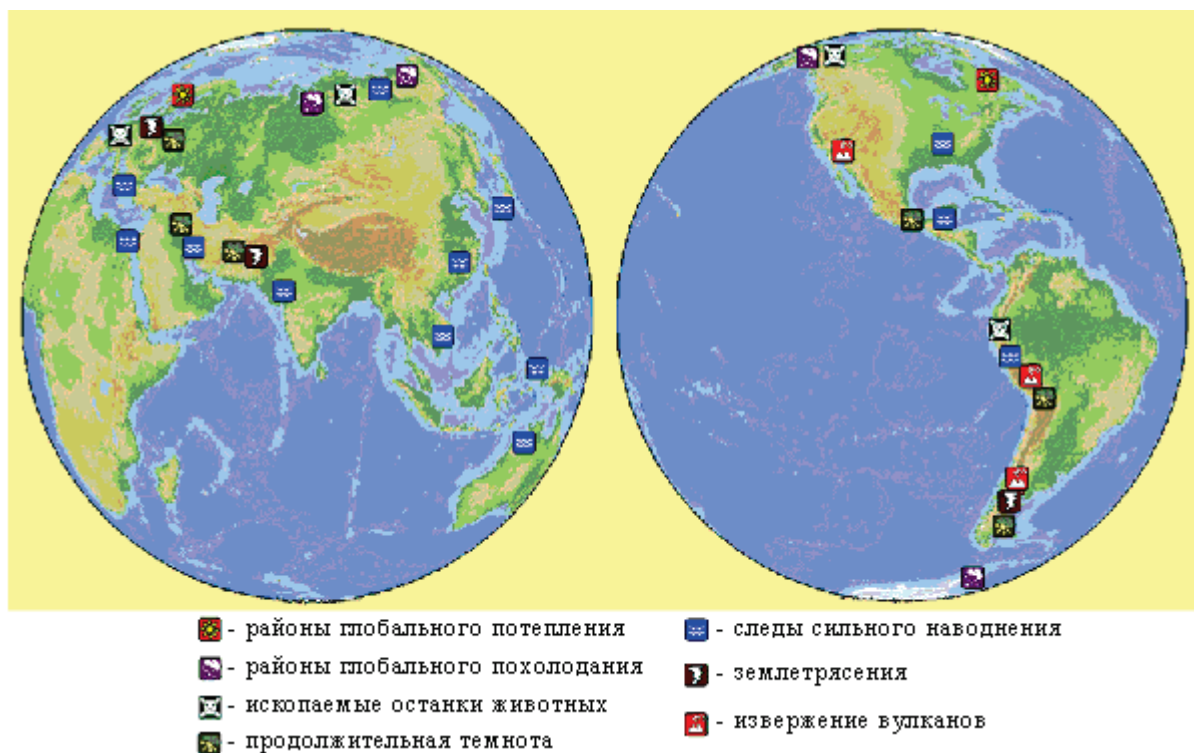 - районы глобального потепления
- районы глобального похолодания
- ископаемые останки животных
- продолжительная темнота
- следы сильного наводнения
- землетрясения
- извержение вулканов